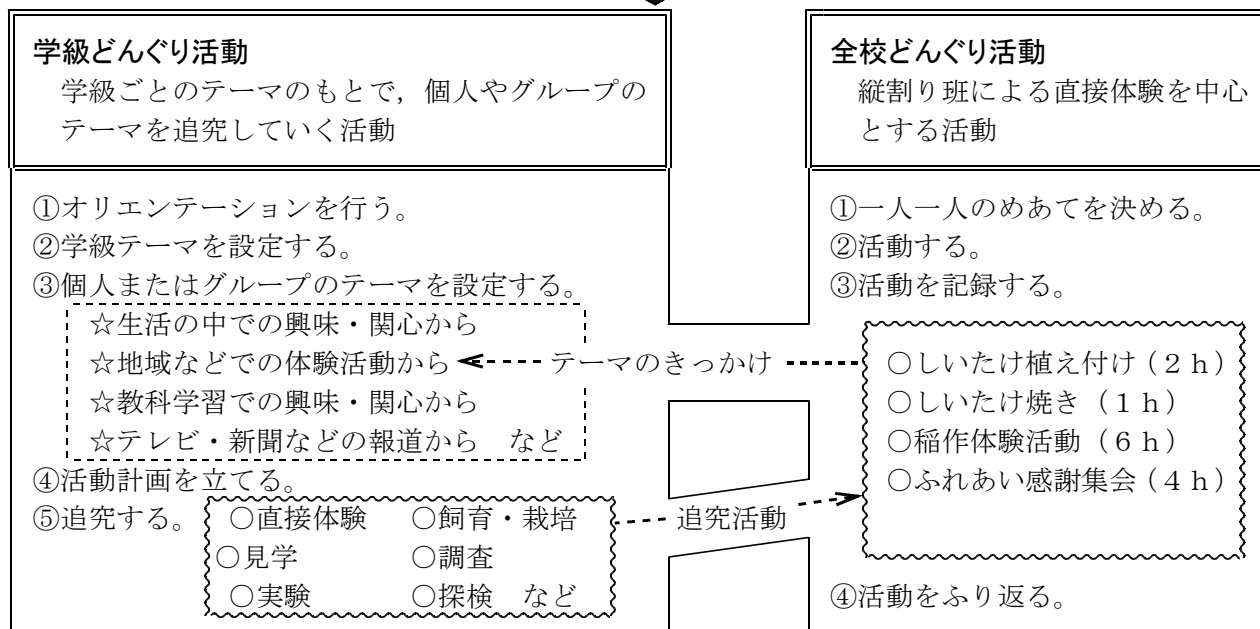 学級どんぐり活動
学級ごとのテーマのもとで，個人やグループの
テーマを追究していく活動
①オリエンテーションを行う。
②学級テーマを設定する。
③個人またはグループのテーマを設定する。
☆生活の中での興味・関心から
☆地域などでの体験活動から
☆教科学習での興味・関心から
☆テレビ・新聞などの報道から　など
④活動計画を立てる。
⑤追究する。
○直接体験　○飼育・栽培
○見学　○調査
○実験　○探検　など
テーマのきっかけ
追究活動
全校どんぐり活動
縦割り班による直接体験を中心
とする活動
①一人一人のめあてを決める。
②活動する。
③活動を記録する。
○しいたけ植え付け（２ｈ）
○しいたけ焼き（１ｈ）
○稲作体験活動（６ｈ）
○ふれあい感謝集会（４ｈ）
④活動をふり返る。